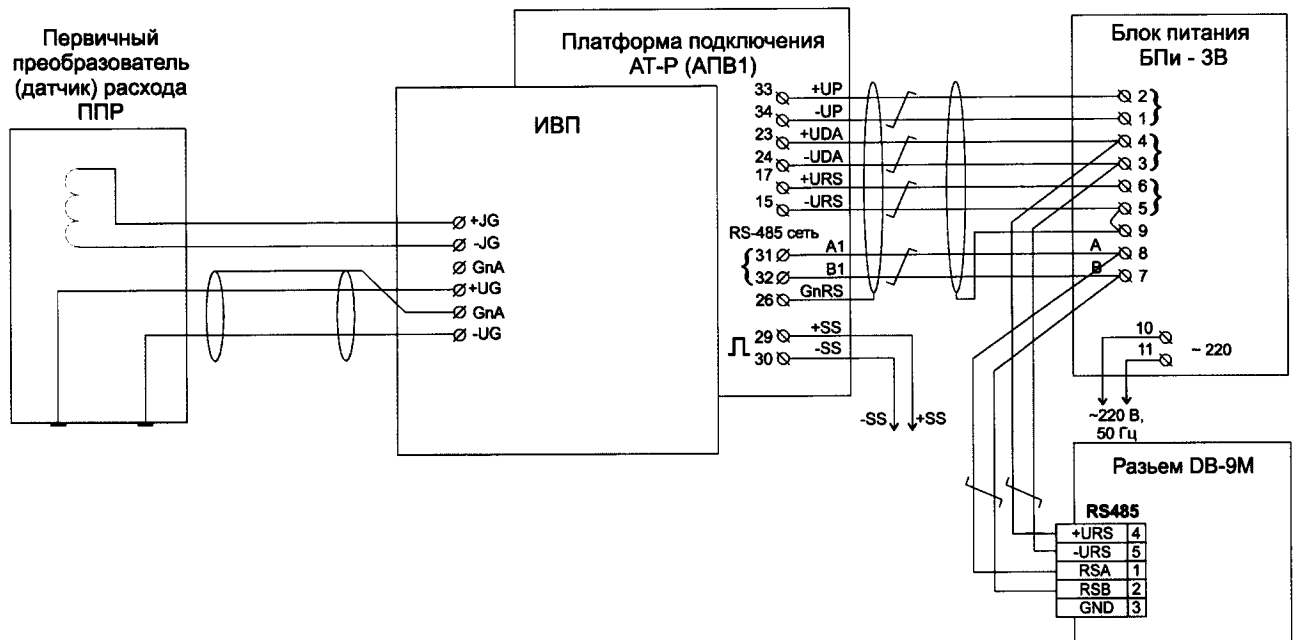 Первичный
преобразователь
(датчик) расхода
ППР
ИВП
+JG
-JG
GnA
+UG
GnA
-UG
Платформа подключения
АТ-Р (АПВ1)
33 +UP
34 -UP
23 +UDA
24 -UDA
17 +URS
15 -URS
RS-485 сеть
31 A1
32 B1
26 GnRS
29 +SS
30 -SS
-SS +SS
Блок питания
БПи - 3В
2
1
4
3
6
5
9
A 8
B 7
10
11 ~ 220
~220 В,
50 Гц
Разьем DB-9M
RS485
+URS 4
-URS 5
RSA 1
RSB 2
GND 3